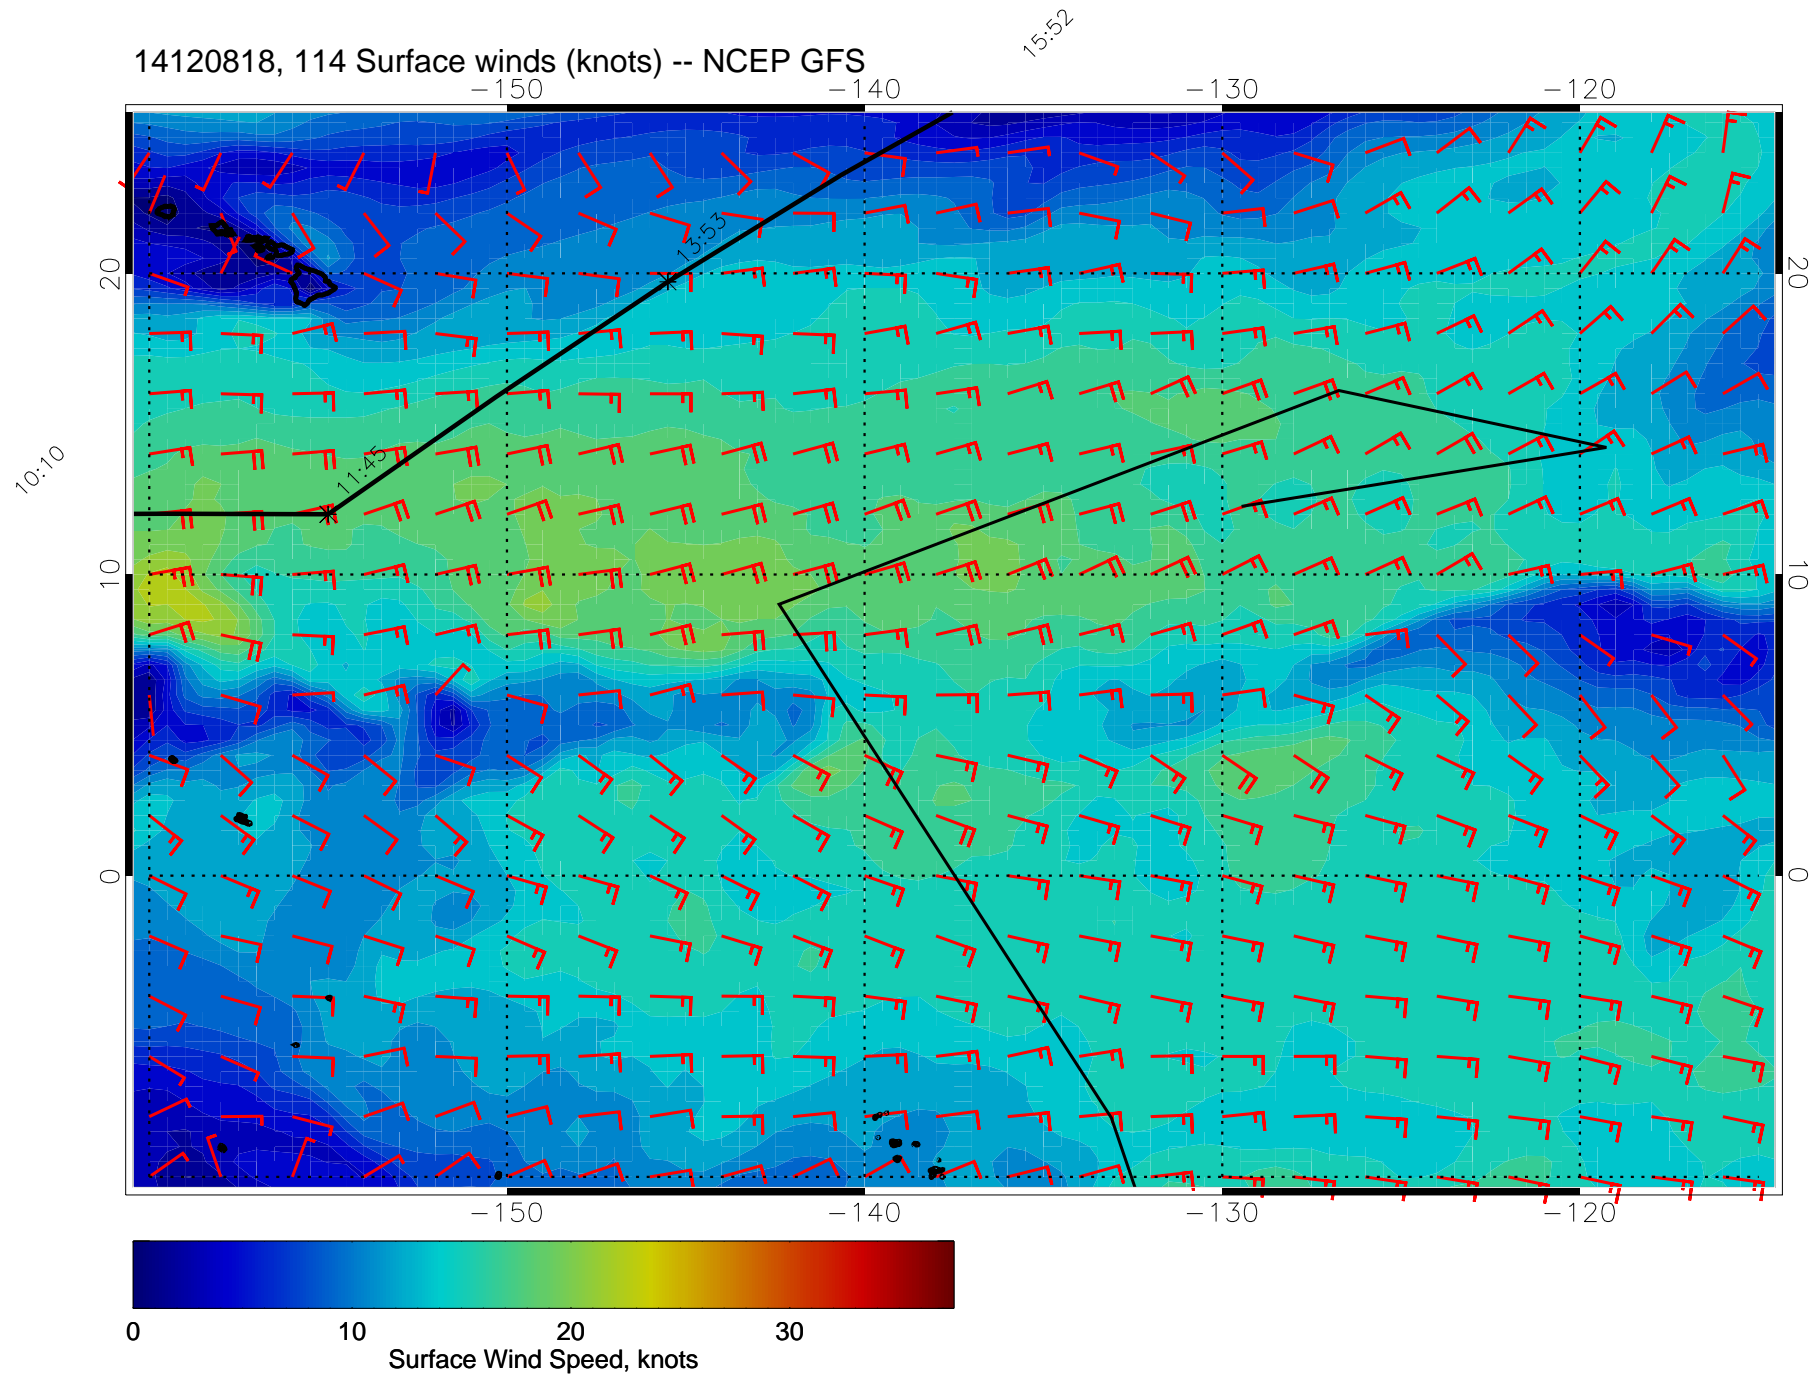 15:52
14120818, 114 Surface winds (knots) -- NCEP GFS
-150 -140 -130 -120
13:53
20 20
10:10
11:45
10 10
0 0
-150 -140 -130 -120
0 10 20 30
Surface Wind Speed, knots